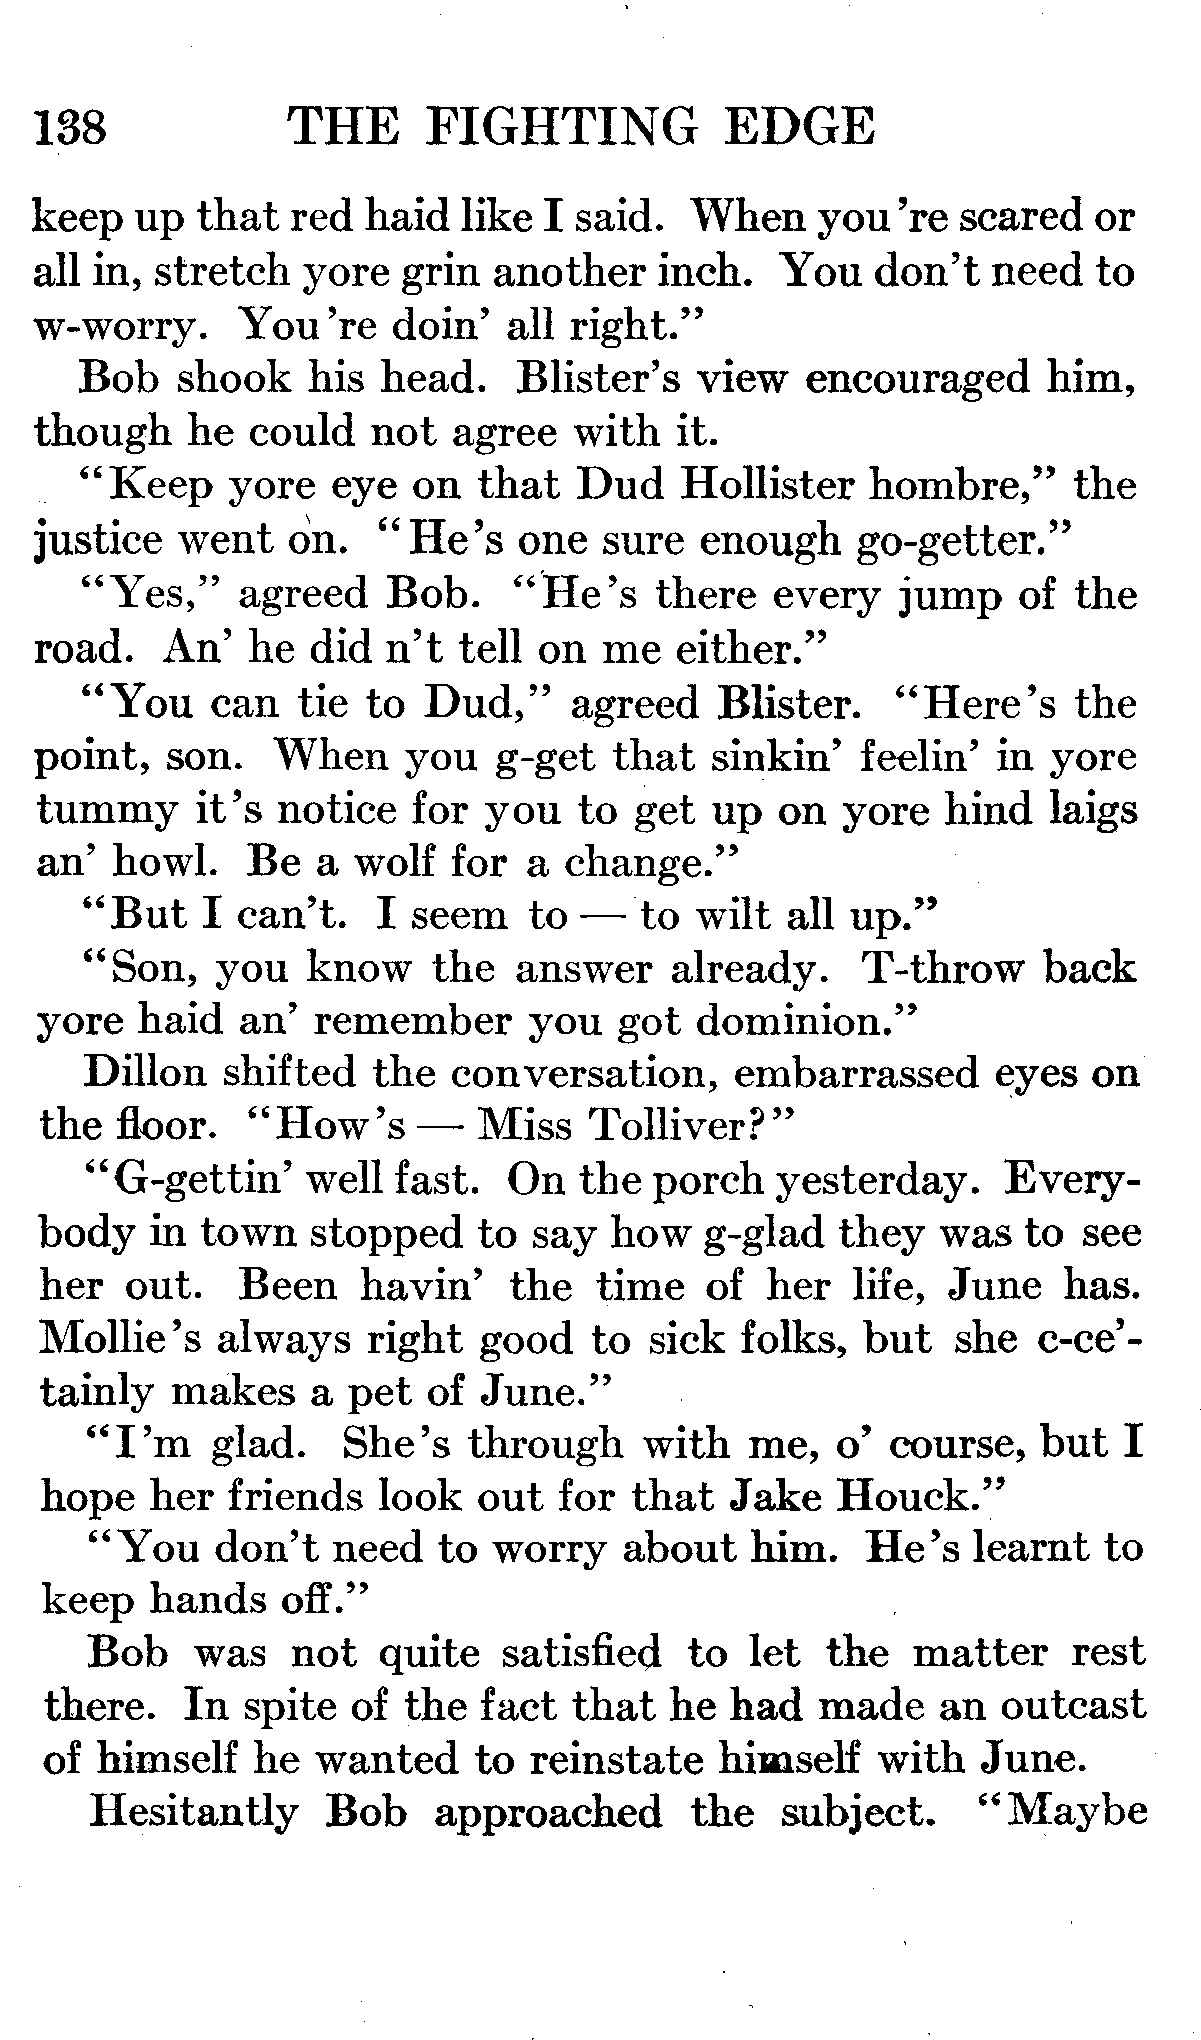 138 THE FIGHTING EDGE
keep up that red haid like I said. When you're scared or
all in, stretch yore grin another inch. You don't need to
w-worry. You're doin' all right."
Bob shook his head. Blister's view encouraged him,
though he could not agree with it.
"Keep yore eye on that Dud Hollister hombre," the
justice went on. "He's one sure enough go-getter."
"Yes," agreed Bob. "He's there every jump of the
road. An' he did n't tell on me either."
"You can tie to Dud," agreed Blister. "Here's the
point, son. When you g-get that sinkin' feelin' in yore
tummy it's notice for you to get up on yore hind laigs
an' howl. Be a wolf for a change."
"But I can't. I seem to — to wilt all up."
"Son, you know the answer already. T-throw back
yore haid an' remember you got dominion."
Dillon shifted the conversation, embarrassed eyes on
the floor. "How's — Miss Tolliver?"
"G-gettin' well fast. On the porch yesterday. Every-
body in town stopped to say how g-glad they was to see
her out. Been havin' the time of her life, June has.
Mollie's always right good to sick folks, but she c-ce'-
tainly makes a pet of June."
"I'm glad. She's through with me, o' course, but I
hope her friends look out for that Jake Houck."
"You don't need to worry about him. He's learnt to
keep hands off."
Bob was not quite satisfied to let the matter rest
there. In spite of the fact that he had made an outcast
of himself he wanted to reinstate himself with June.
Hesitantly Bob approached the subject. "Maybe